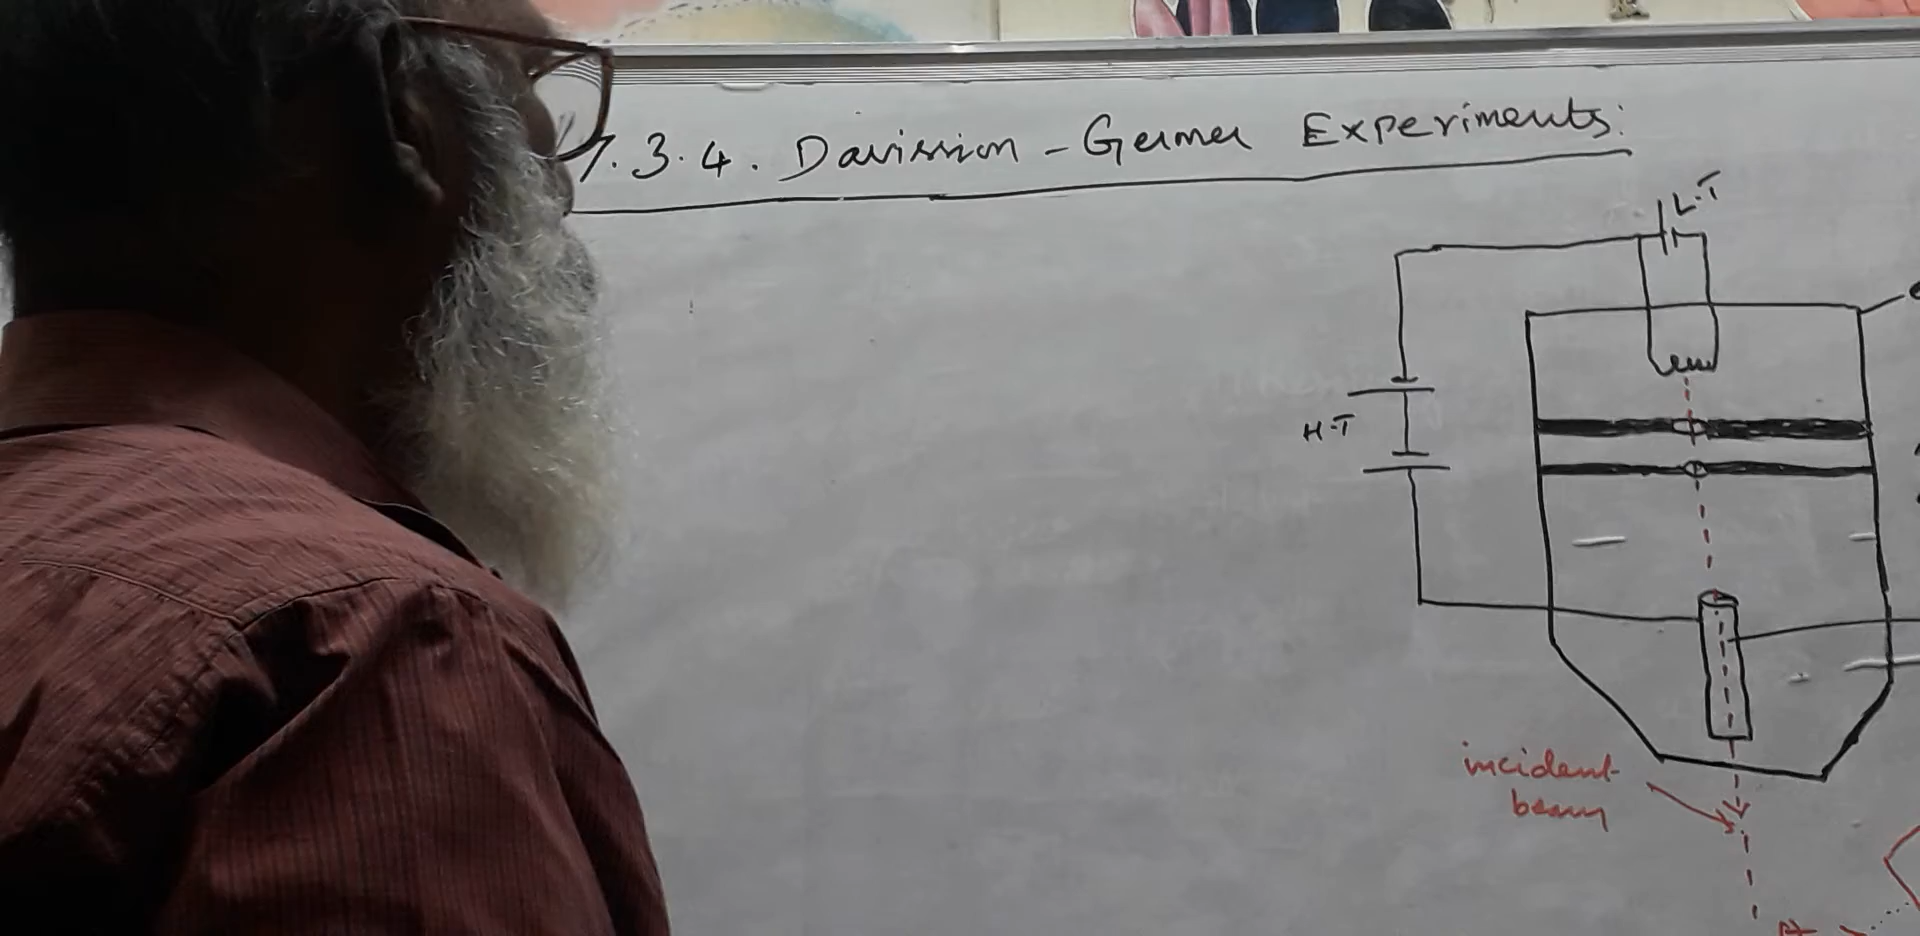 7.3.4. Davission - Germer Experiments:
L.T
H.T
incident
beam